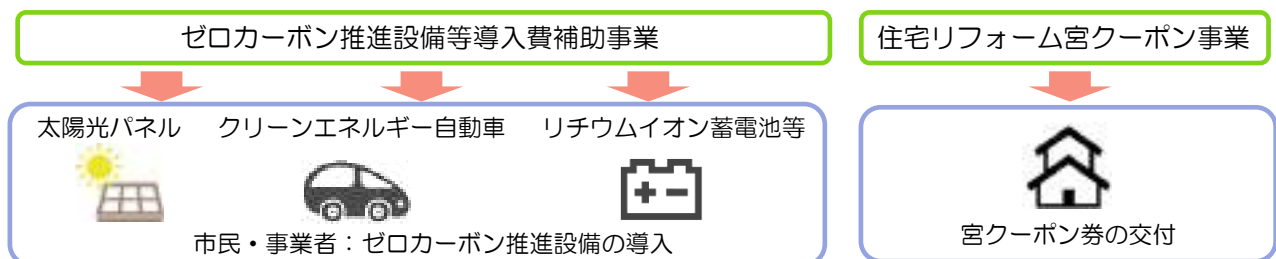 ゼロカーボン推進設備等導入費補助事業
太陽光パネル
クリーンエネルギー自動車
リチウムイオン蓄電池等
市民・事業者：ゼロカーボン推進設備の導入
住宅リフォーム宮クーポン事業
宮クーポン券の交付